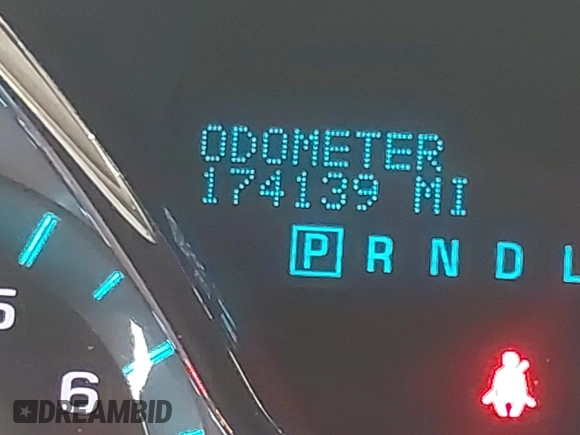 ODOMETER
174139 MI
P R N D L
5
6
DREAMBID